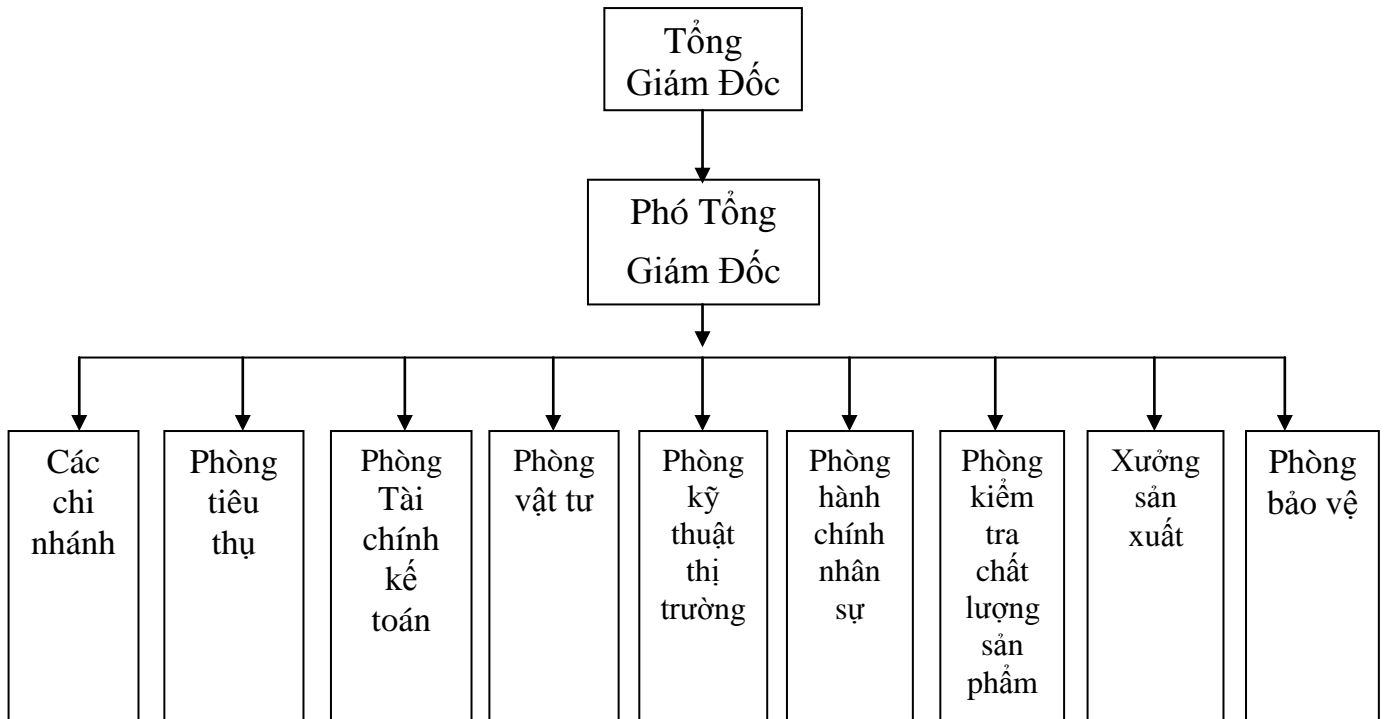 Tổng
Giám Đốc
Phó Tổng
Giám Đốc
Các
chi
nhánh
Phòng
tiêu
thụ
Phòng
Tài
chính
kế
toán
Phòng
vật tư
Phòng
kỹ
thuật
thị
trường
Phòng
hành
chính
nhân
sự
Phòng
kiểm
tra
chất
lượng
sản
phẩm
Xưởng
sản
xuất
Phòng
bảo vệ